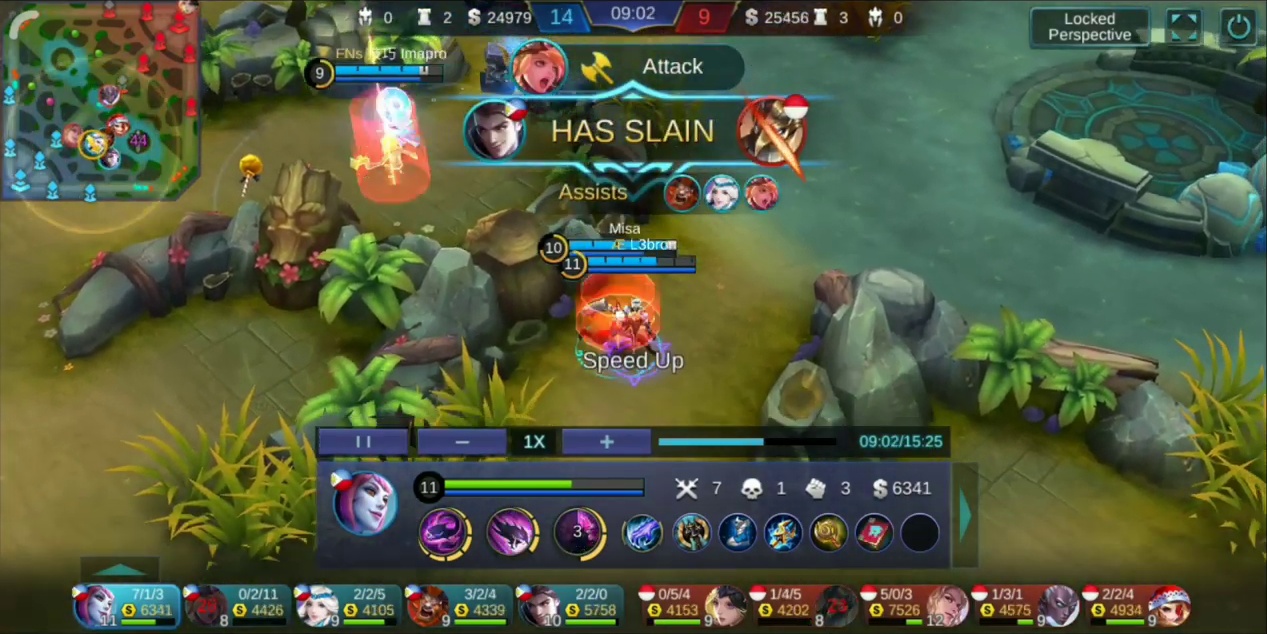 0 2 $ 24979 14 09:02 9 $ 25456 3 0
Locked
Perspective
Attack
HAS SLAIN
Assists
9
44
Misa
10
Æ L3bron
11
Speed Up
1X 09:02/15:25
11 7 1 3 $ 6341
3
7/1/3 0/2/11 2/2/5 3/2/4 2/2/0 0/5/4 1/4/5 5/0/3 1/3/1 2/2/4
6341 4426 4105 4339 5758 4153 4202 7526 4575 4934
11 8 9 9 10 9 8 12 9 9